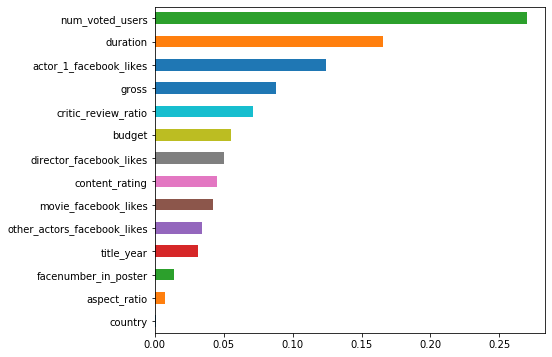 num_voted_users
duration
actor_1_facebook_likes
gross
critic_review_ratio
budget
director_facebook_likes
content_rating
movie_facebook_likes
other_actors_facebook_likes
title_year
facenumber_in_poster
aspect_ratio
country
0.00 0.05 0.10 0.15 0.20 0.25